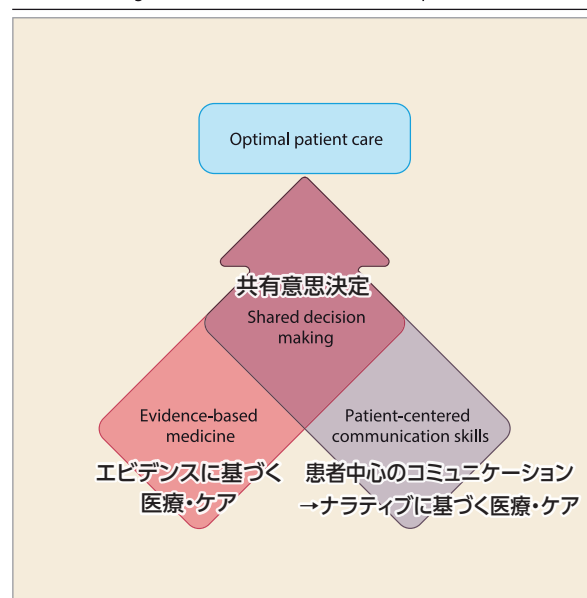 Optimal patient care
共有意思決定
Shared decision
making
Evidence-based
medicine
エビデンスに基づく
医療・ケア
Patient-centered
communication skills
患者中心のコミュニケーション
→ナラティブに基づく医療・ケア